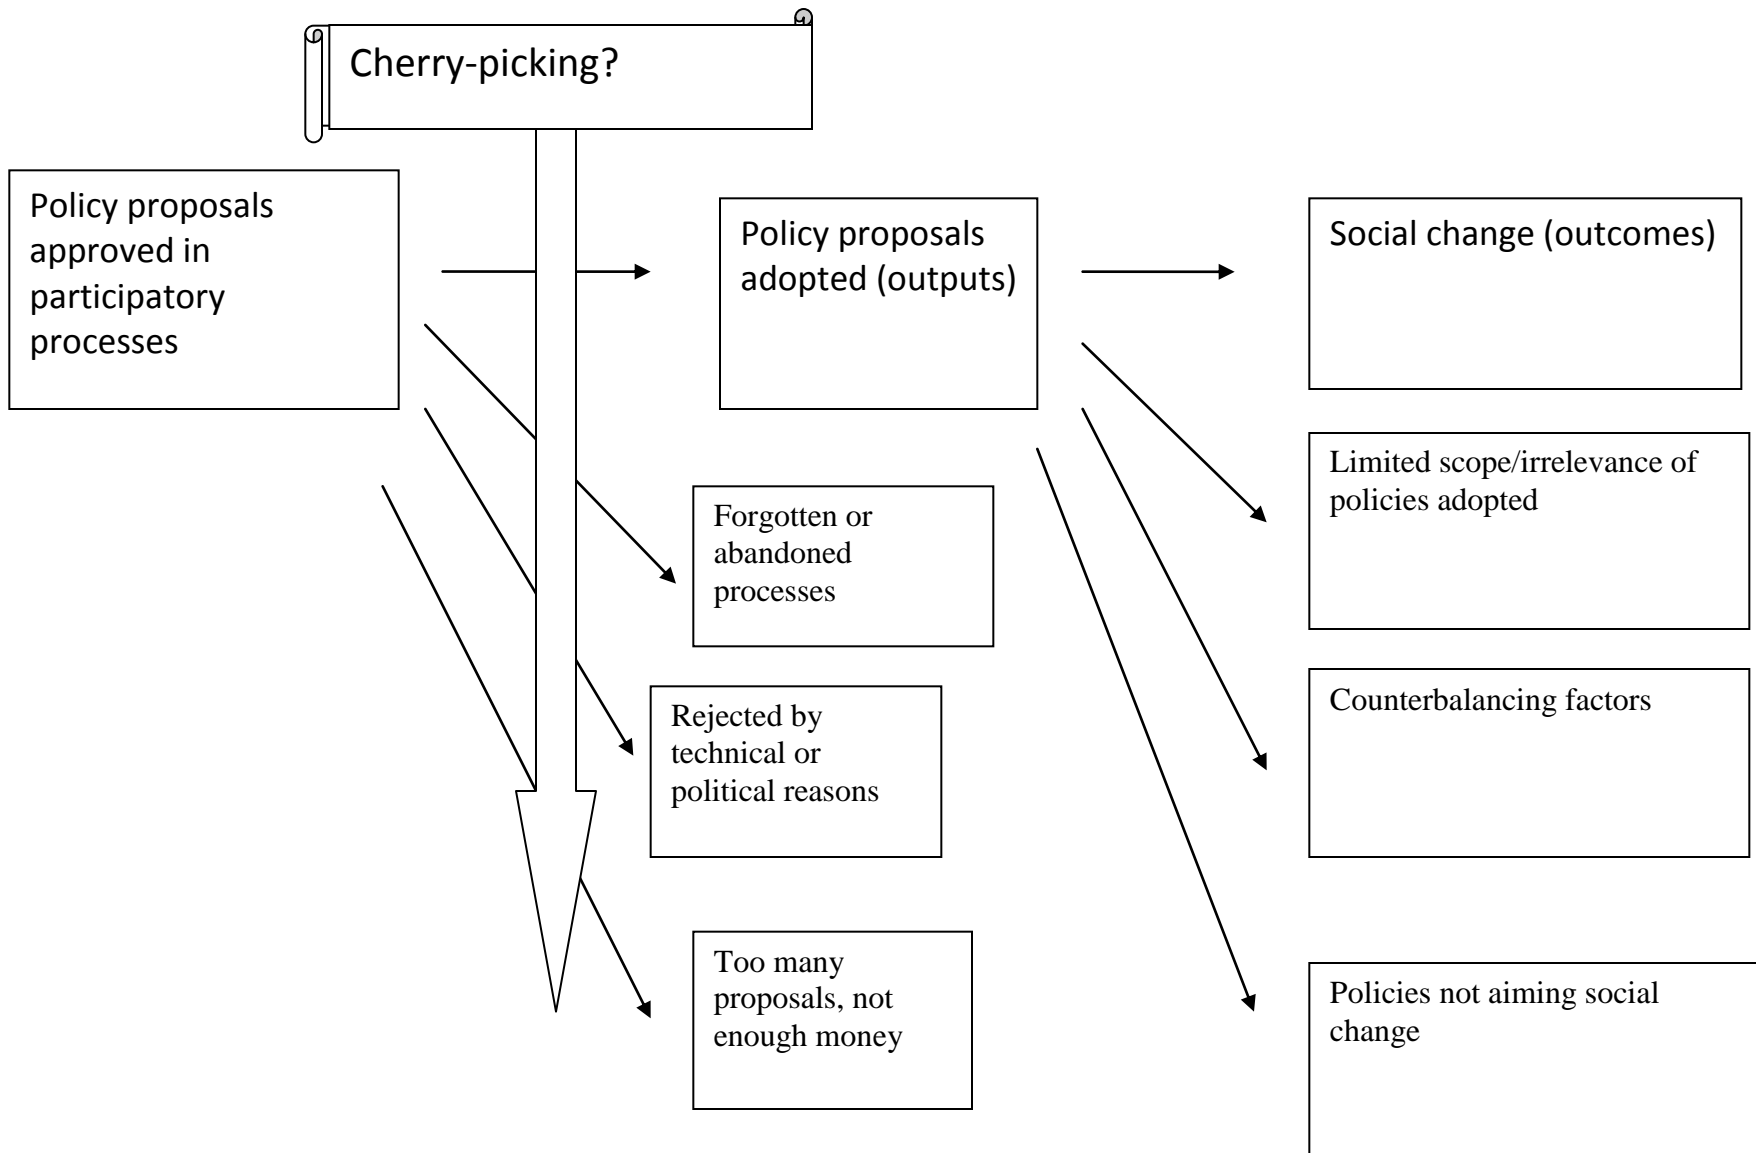 Cherry-picking?
Policy proposals
approved in
participatory
processes
Policy proposals
adopted (outputs)
Social change (outcomes)
Forgotten or
abandoned
processes
Rejected by
technical or
political reasons
Too many
proposals, not
enough money
Limited scope/irrelevance of
policies adopted
Counterbalancing factors
Policies not aiming social
change